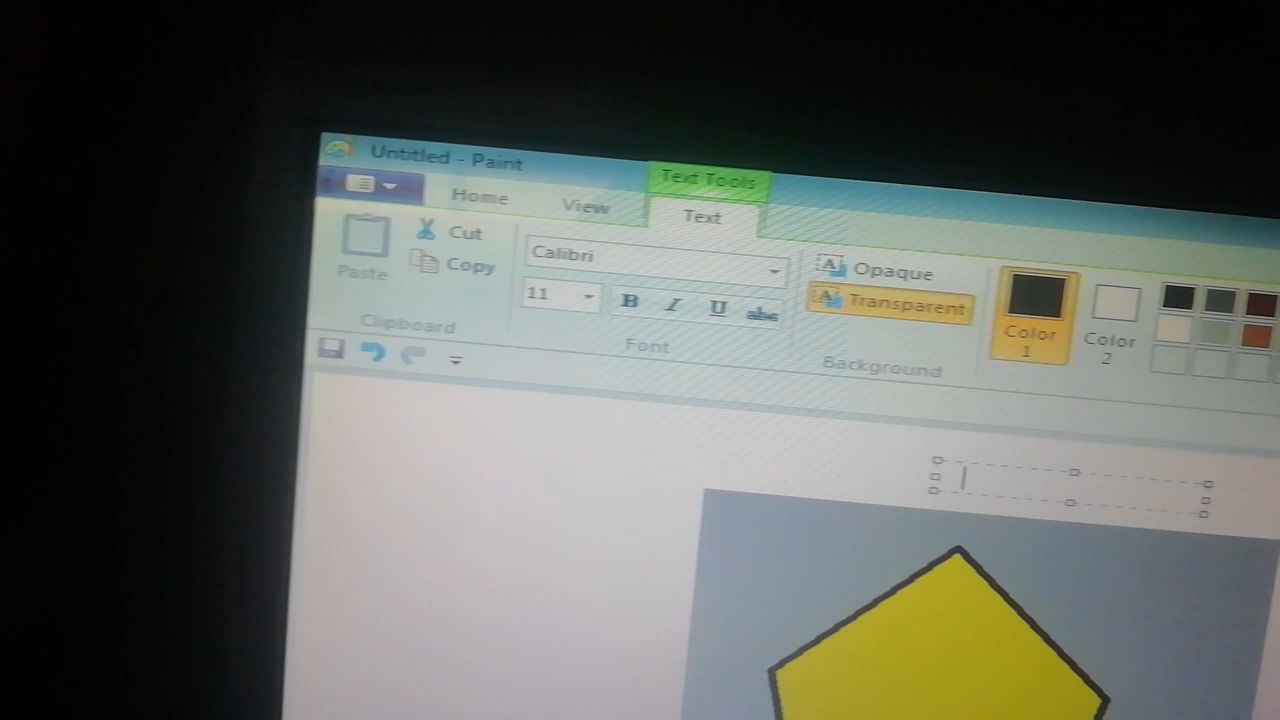 Untitled - Paint
Text Tools
Home View Text
Paste
Cut
Copy
Clipboard
Calibri
11
B I U abc
Font
Opaque
Transparent
Background
Color
1
Color
2